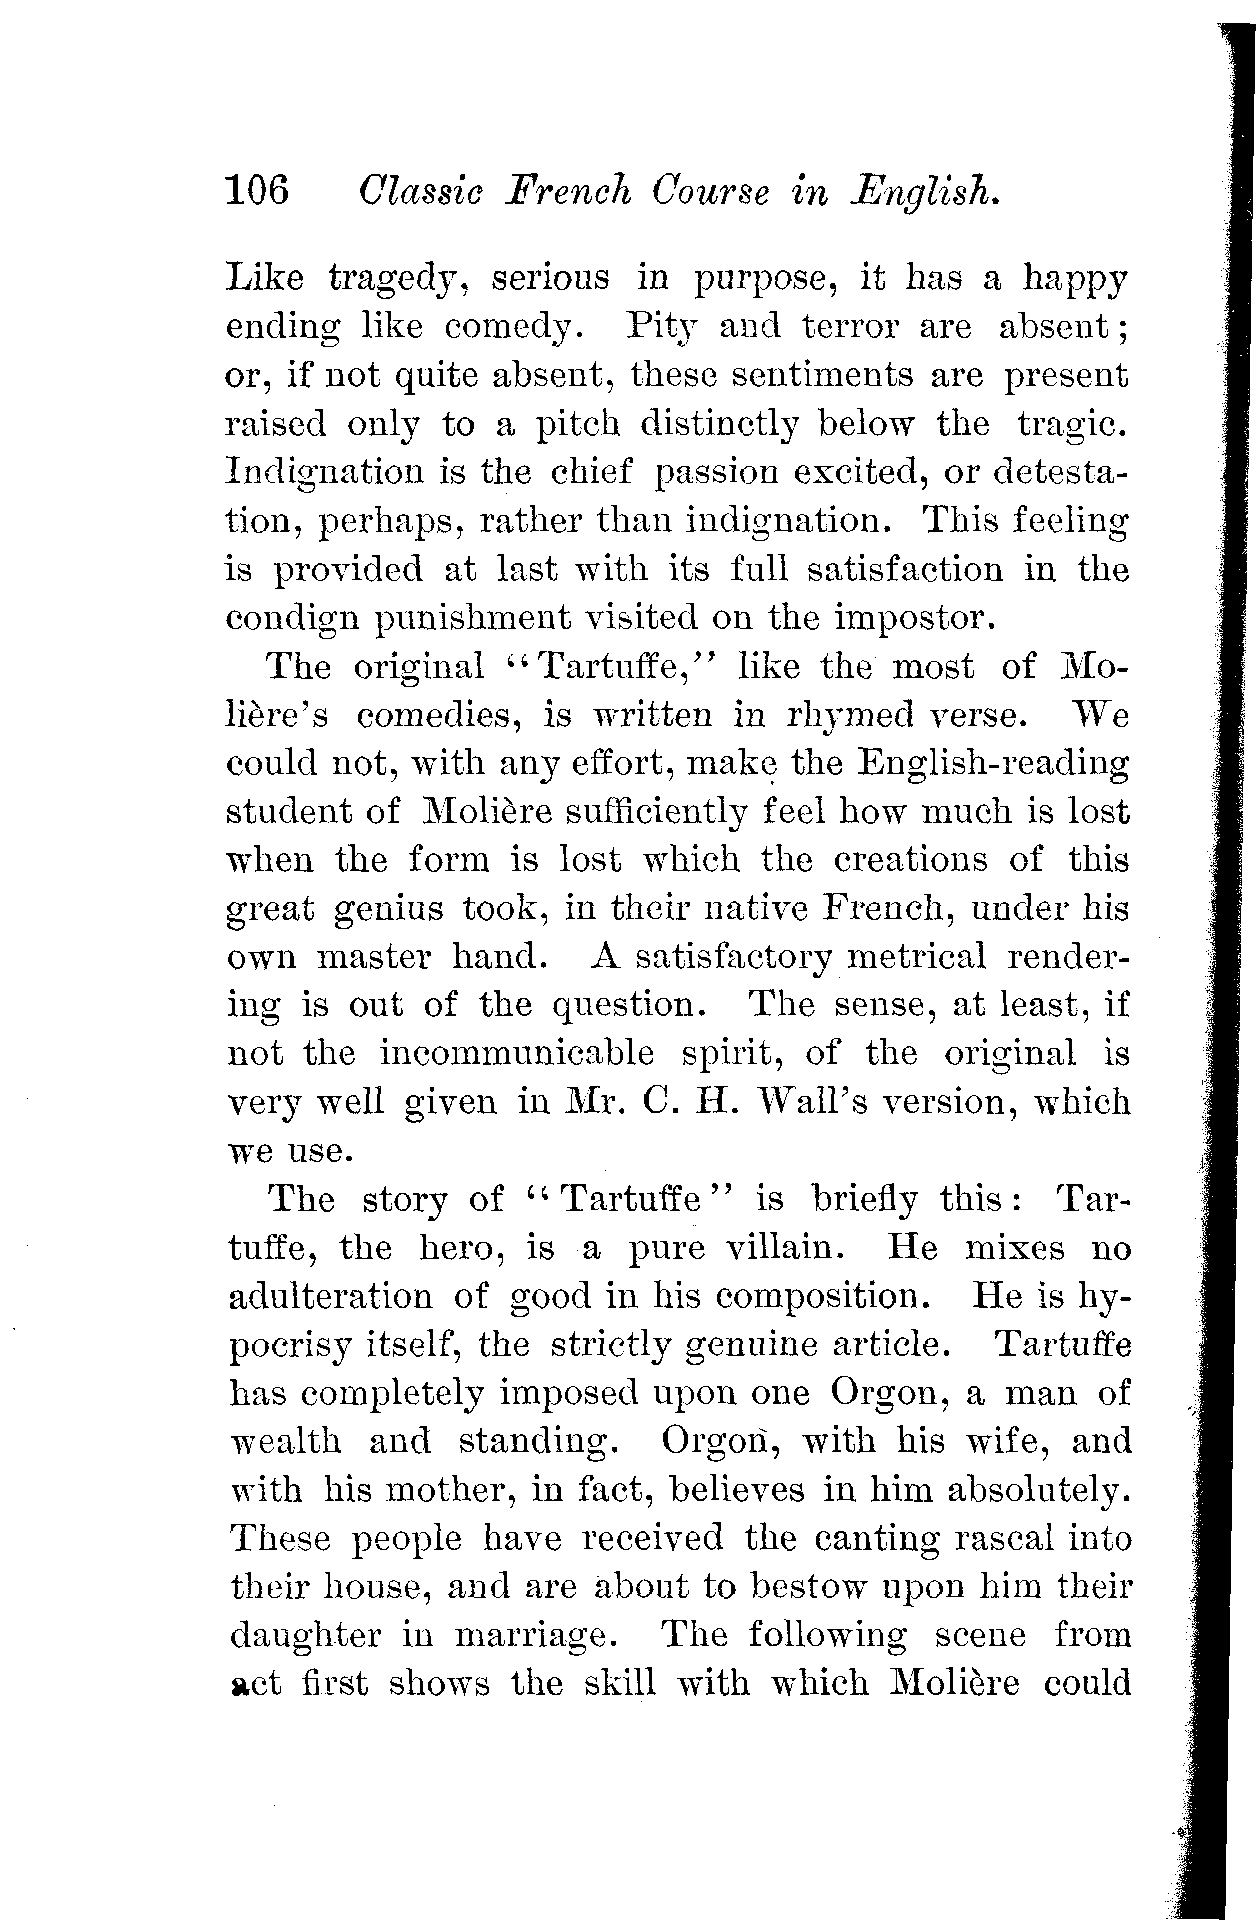 106 Classic French Course in English.
Like tragedy, serious in purpose, it has a happy
ending like comedy. Pity and terror are absent;
or, if not quite absent, these sentiments are present
raised only to a pitch distinctly below the tragic.
Indignation is the chief passion excited, or detesta-
tion, perhaps, rather than indignation. This feeling
is provided at last with its full satisfaction in the
condign punishment visited on the impostor.
The original “Tartuffe,” like the most of Mo-
lière’s comedies, is written in rhymed verse. We
could not, with any effort, make the English-reading
student of Molière sufficiently feel how much is lost
when the form is lost which the creations of this
great genius took, in their native French, under his
own master hand. A satisfactory metrical render-
ing is out of the question. The sense, at least, if
not the incommunicable spirit, of the original is
very well given in Mr. C. H. Wall’s version, which
we use.
The story of “Tartuffe” is briefly this: Tar-
tuffe, the hero, is a pure villain. He mixes no
adulteration of good in his composition. He is hy-
pocrisy itself, the strictly genuine article. Tartuffe
has completely imposed upon one Orgon, a man of
wealth and standing. Orgon, with his wife, and
with his mother, in fact, believes in him absolutely.
These people have received the canting rascal into
their house, and are about to bestow upon him their
daughter in marriage. The following scene from
act first shows the skill with which Molière could